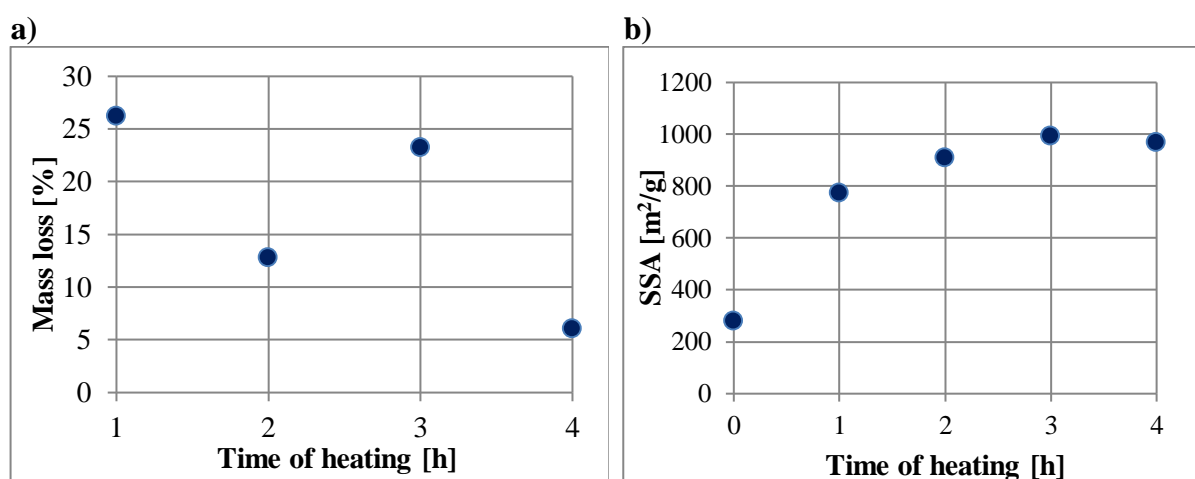 a)
30
25
20
15
10
5
0
Mass loss [%]
1 2 3 4
Time of heating [h]
b)
1200
1000
800
600
400
200
0
SSA [m²/g]
0 1 2 3 4
Time of heating [h]